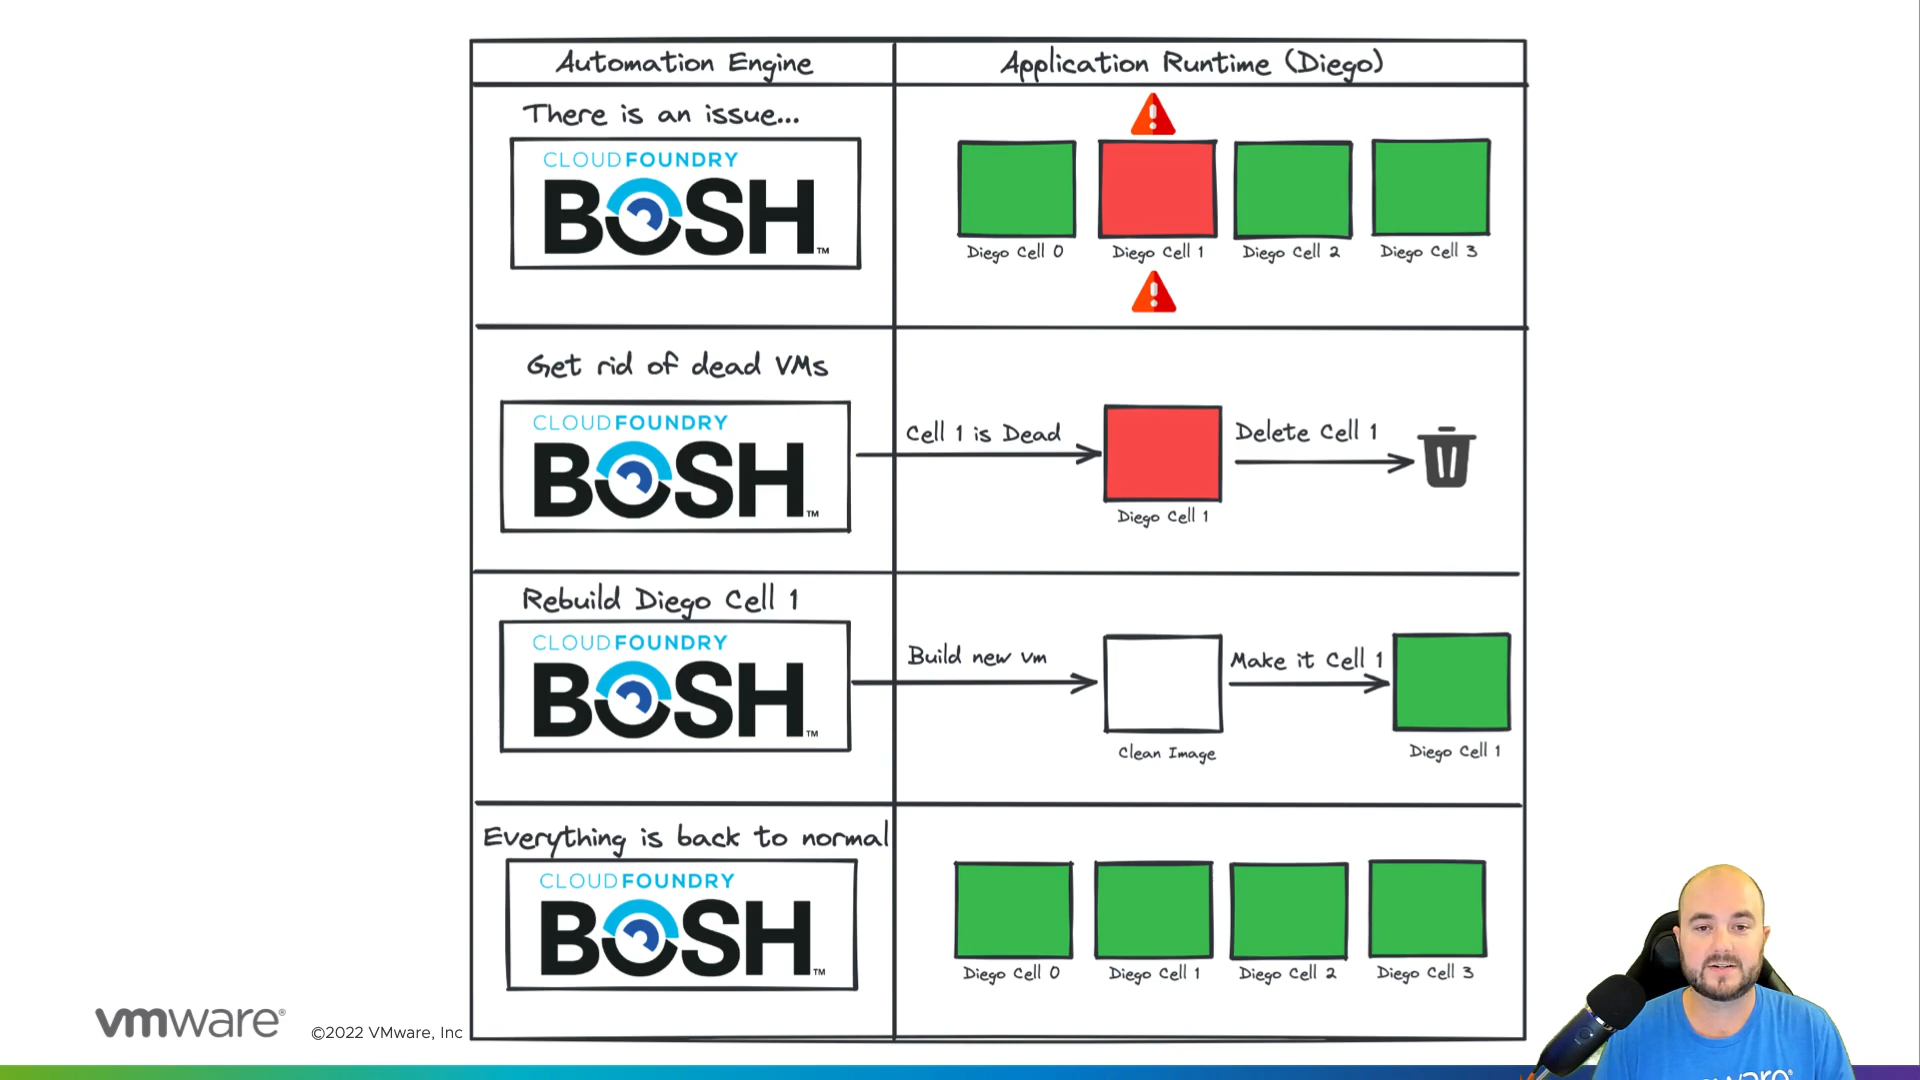 Automation Engine
Application Runtime (Diego)
There is an issue...
CLOUDFOUNDRY
BOSH™
Diego Cell 0
Diego Cell 1
Diego Cell 2
Diego Cell 3
Get rid of dead VMs
CLOUDFOUNDRY
BOSH™
Cell 1 is Dead
Delete Cell 1
Diego Cell 1
Rebuild Diego Cell 1
CLOUDFOUNDRY
BOSH™
Build new vm
Make it Cell 1
Clean Image
Diego Cell 1
Everything is back to normal
CLOUDFOUNDRY
BOSH™
Diego Cell 0
Diego Cell 1
Diego Cell 2
Diego Cell 3
vmware®
©2022 VMware, Inc